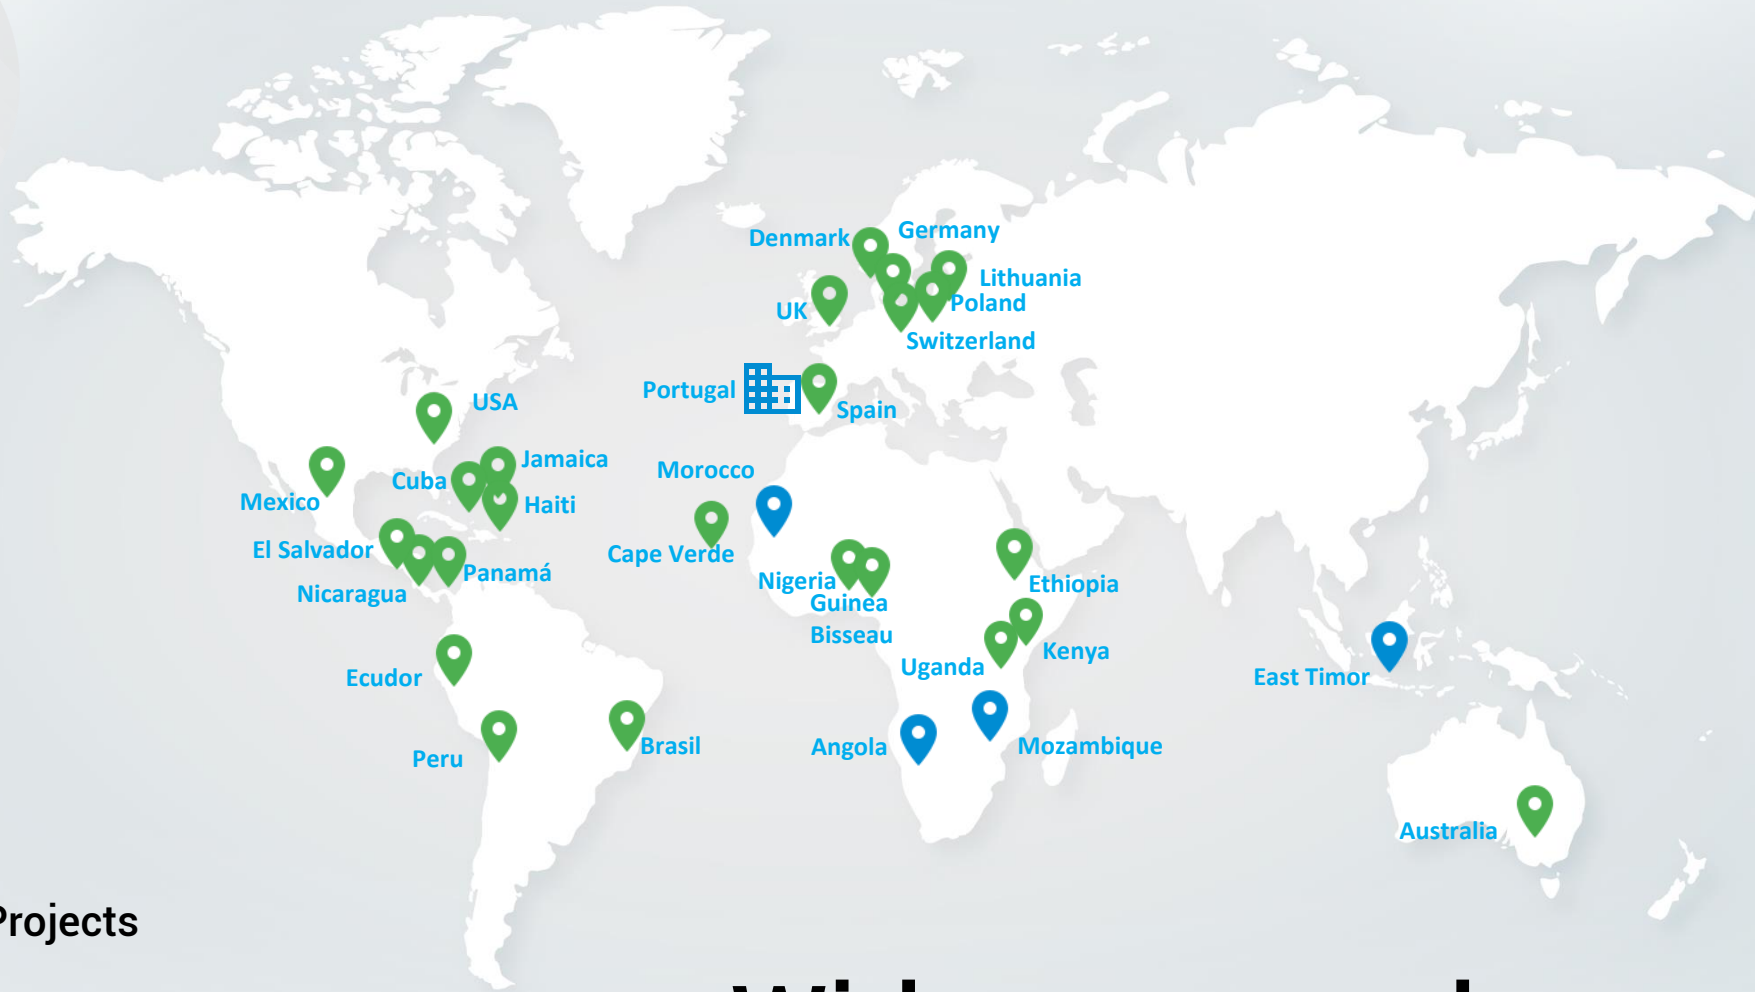 Denmark
Germany
Lithuania
Poland
UK
Switzerland
Portugal
Spain
USA
Jamaica
Morocco
Cuba
Mexico
Haiti
El Salvador
Cape Verde
Panamá
Nigeria
Ethiopia
Nicaragua
Guinea
Bisseau
Kenya
Uganda
Ecudor
East Timor
Brasil
Angola
Mozambique
Peru
Australia
Projects